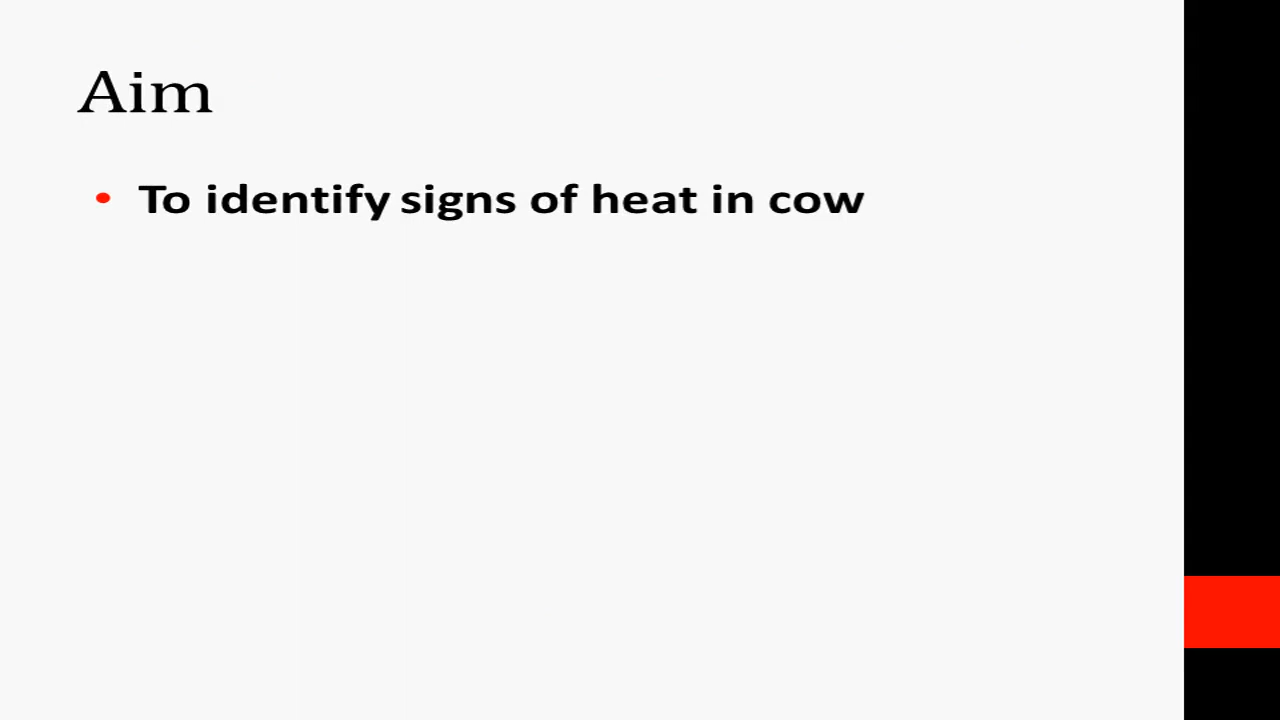 Aim
• To identify signs of heat in cow